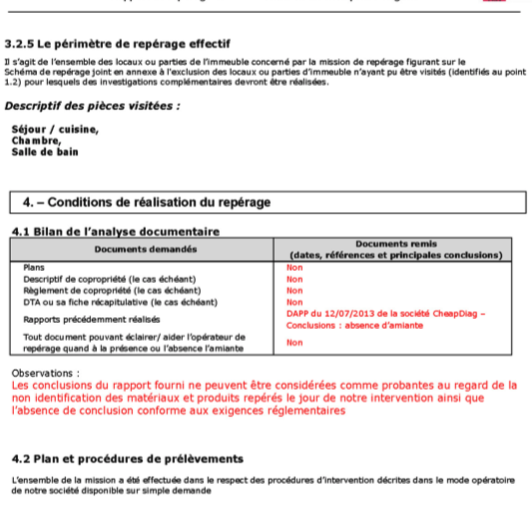 3.2.5 Le périmètre de repérage effectif
Il s'agit de l'ensemble des locaux ou parties de l'immeuble concerné par la mission de repérage figurant sur le
Schéma de repérage joint en annexe à l'exclusion des locaux ou parties d'immeuble n'ayant pu être visités (identifiés au point
1.2) pour lesquels des investigations complémentaires devront être réalisées.
Descriptif des pièces visitées :
Séjour / cuisine,
Chambre,
Salle de bain
4. – Conditions de réalisation du repérage
4.1 Bilan de l'analyse documentaire
Documents demandés
Documents remis
(dates, références et principales conclusions)
Plans Non
Descriptif de copropriété (le cas échéant) Non
Règlement de copropriété (le cas échéant) Non
DTA ou sa fiche récapitulative (le cas échéant) Non
Rapports précédemment réalisés
DAPP du 12/07/2013 de la société CheapDiag –
Conclusions : absence d'amiante
Tout document pouvant éclairer/ aider l'opérateur de
repérage quand à la présence ou l'absence l'amiante
Non
Observations :
Les conclusions du rapport fourni ne peuvent être considérées comme probantes au regard de la
non identification des matériaux et produits repérés le jour de notre intervention ainsi que
l'absence de conclusion conforme aux exigences réglementaires
4.2 Plan et procédures de prélèvements
L'ensemble de la mission a été effectuée dans le respect des procédures d'intervention décrites dans le mode opératoire
de notre société disponible sur simple demande